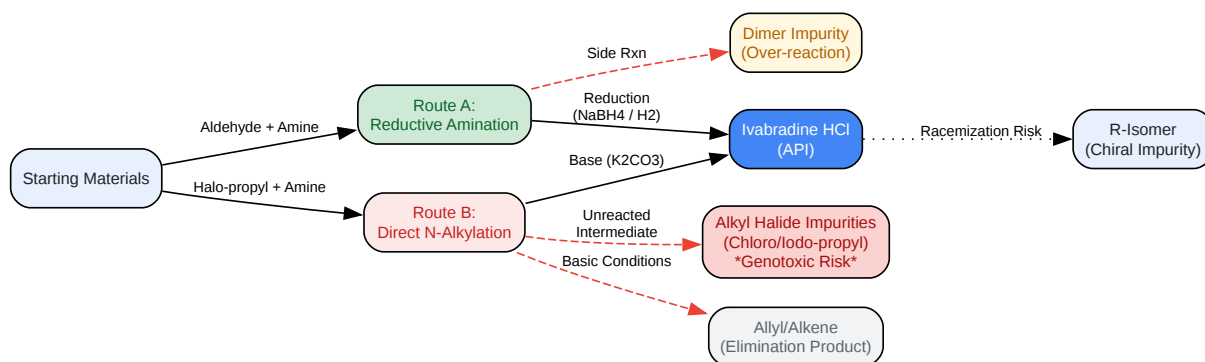 Starting Materials
Aldehyde + Amine
Halo-propyl + Amine
Route A:
Reductive Amination
Route B:
Direct N-Alkylation
Side Rxn
Reduction
(NaBH4 / H2)
Base (K2CO3)
Unreacted
Intermediate
Basic Conditions
Dimer Impurity
(Over-reaction)
Ivabradine HCl
(API)
Alkyl Halide Impurities
(Chloro/Iodo-propyl)
*Genotoxic Risk*
Allyl/Alkene
(Elimination Product)
Racemization Risk
R-Isomer
(Chiral Impurity)